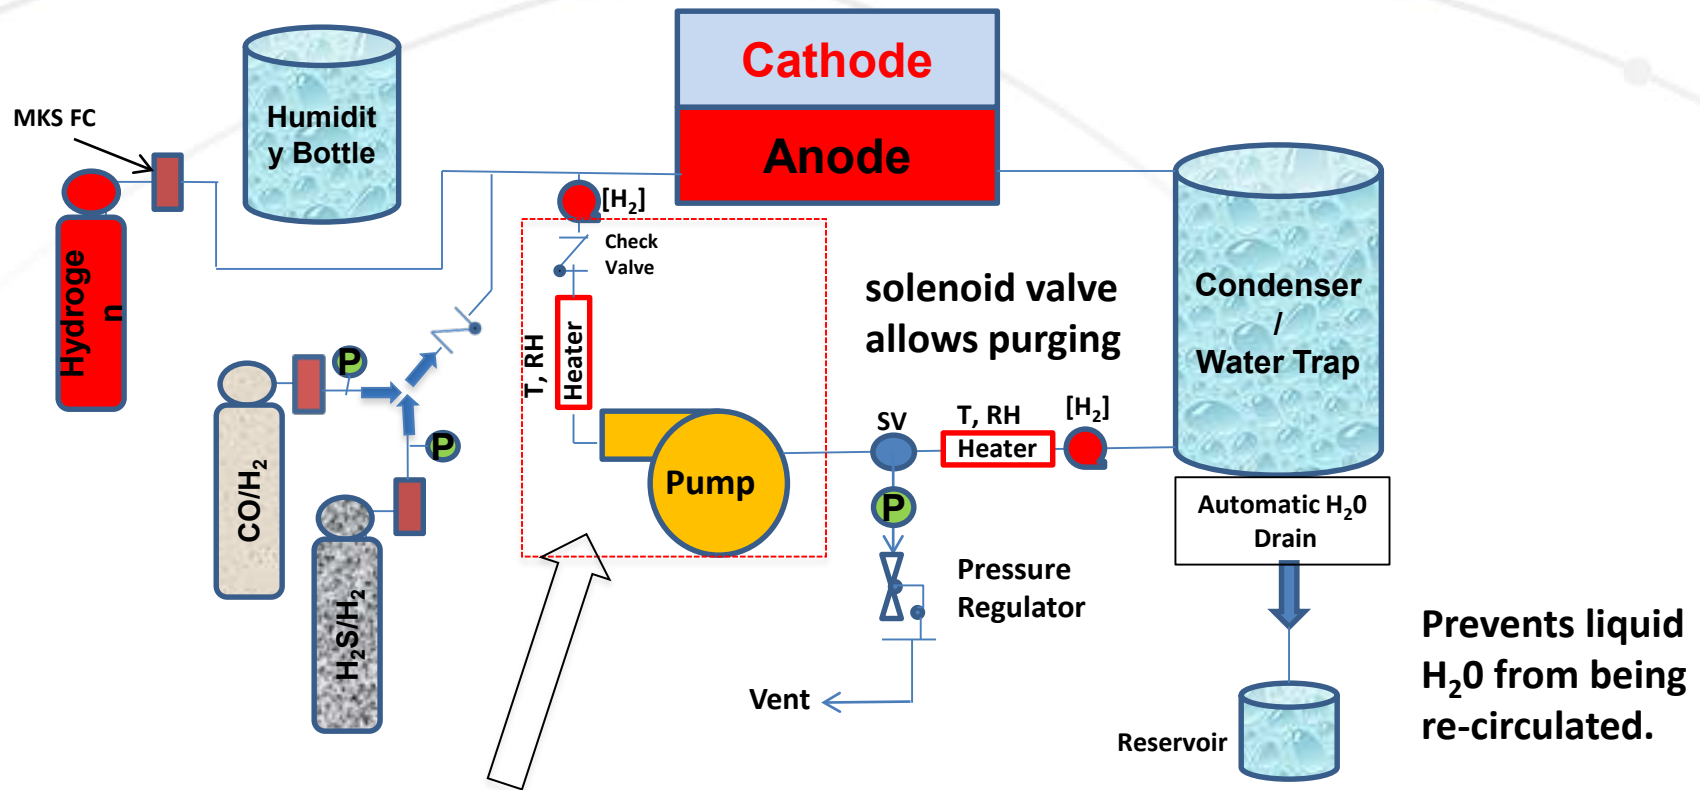 Cathode
Anode
MKS FC
Humidit
y Bottle
Hydroge
n
[H₂]
Check
Valve
T, RH
Heater
solenoid valve
allows purging
Condenser
/
Water Trap
P
P
CO/H₂
H₂S/H₂
Pump
SV
T, RH
Heater
[H₂]
P
Automatic H₂0
Drain
Pressure
Regulator
Vent
Reservoir
Prevents liquid
H₂0 from being
re-circulated.